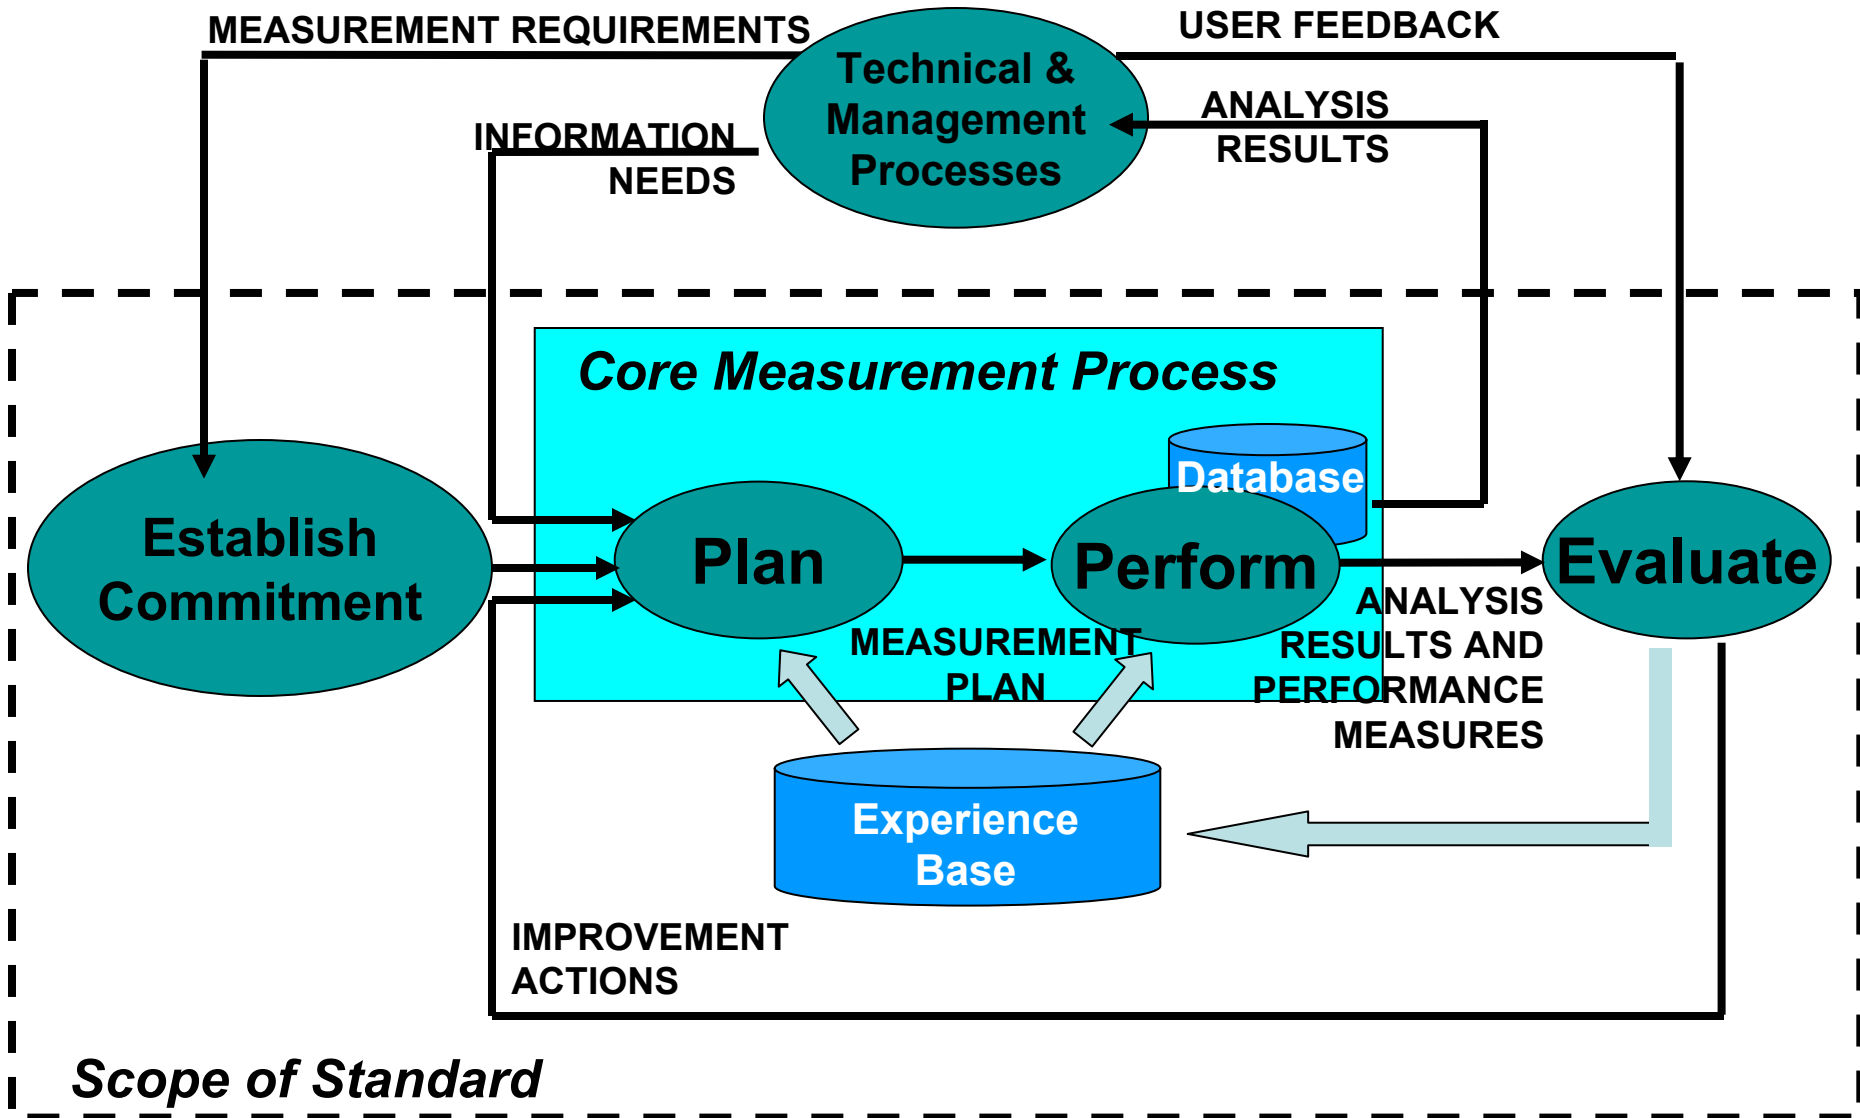 MEASUREMENT REQUIREMENTS
USER FEEDBACK
Technical &
Management
Processes
ANALYSIS
RESULTS
INFORMATION
NEEDS
Core Measurement Process
Database
Establish
Commitment
Plan
Perform
Evaluate
MEASUREMENT
PLAN
ANALYSIS
RESULTS AND
PERFORMANCE
MEASURES
Experience
Base
IMPROVEMENT
ACTIONS
Scope of Standard